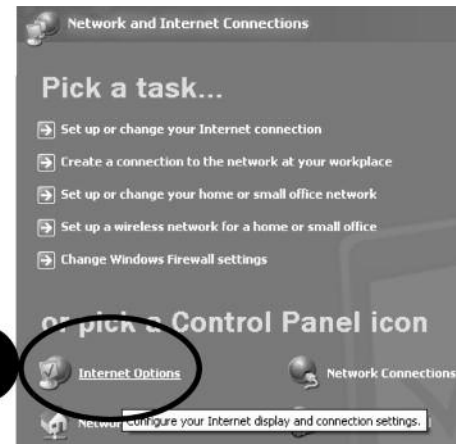 Network and Internet Connections
Pick a task...
Set up or change your Internet connection
Create a connection to the network at your workplace
Set up or change your home or small office network
Set up a wireless network for a home or small office
Change Windows Firewall settings
or pick a Control Panel icon
Internet Options
Network Connections
Configure your Internet display and connection settings.